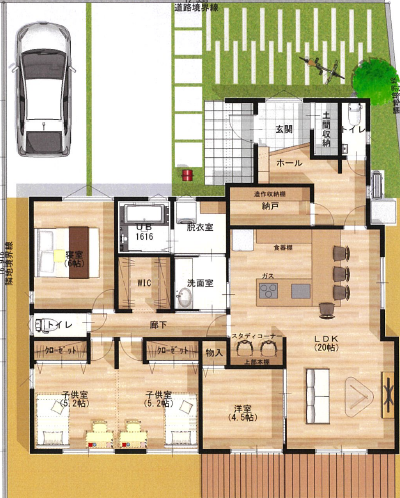 道路境界線
玄関
土間
収納
トイレ
ホール
造作収納棚
納戸
UB
1616
脱衣室
食器棚
寝室
(6帖)
WIC
洗面室
ガス
隣地境界線
トイレ
廊下
スタディコーナー
LDK
(20帖)
クローゼット
クローゼット
物入
上部本棚
子供室
(5.2帖)
子供室
(5.2帖)
洋室
(4.5帖)